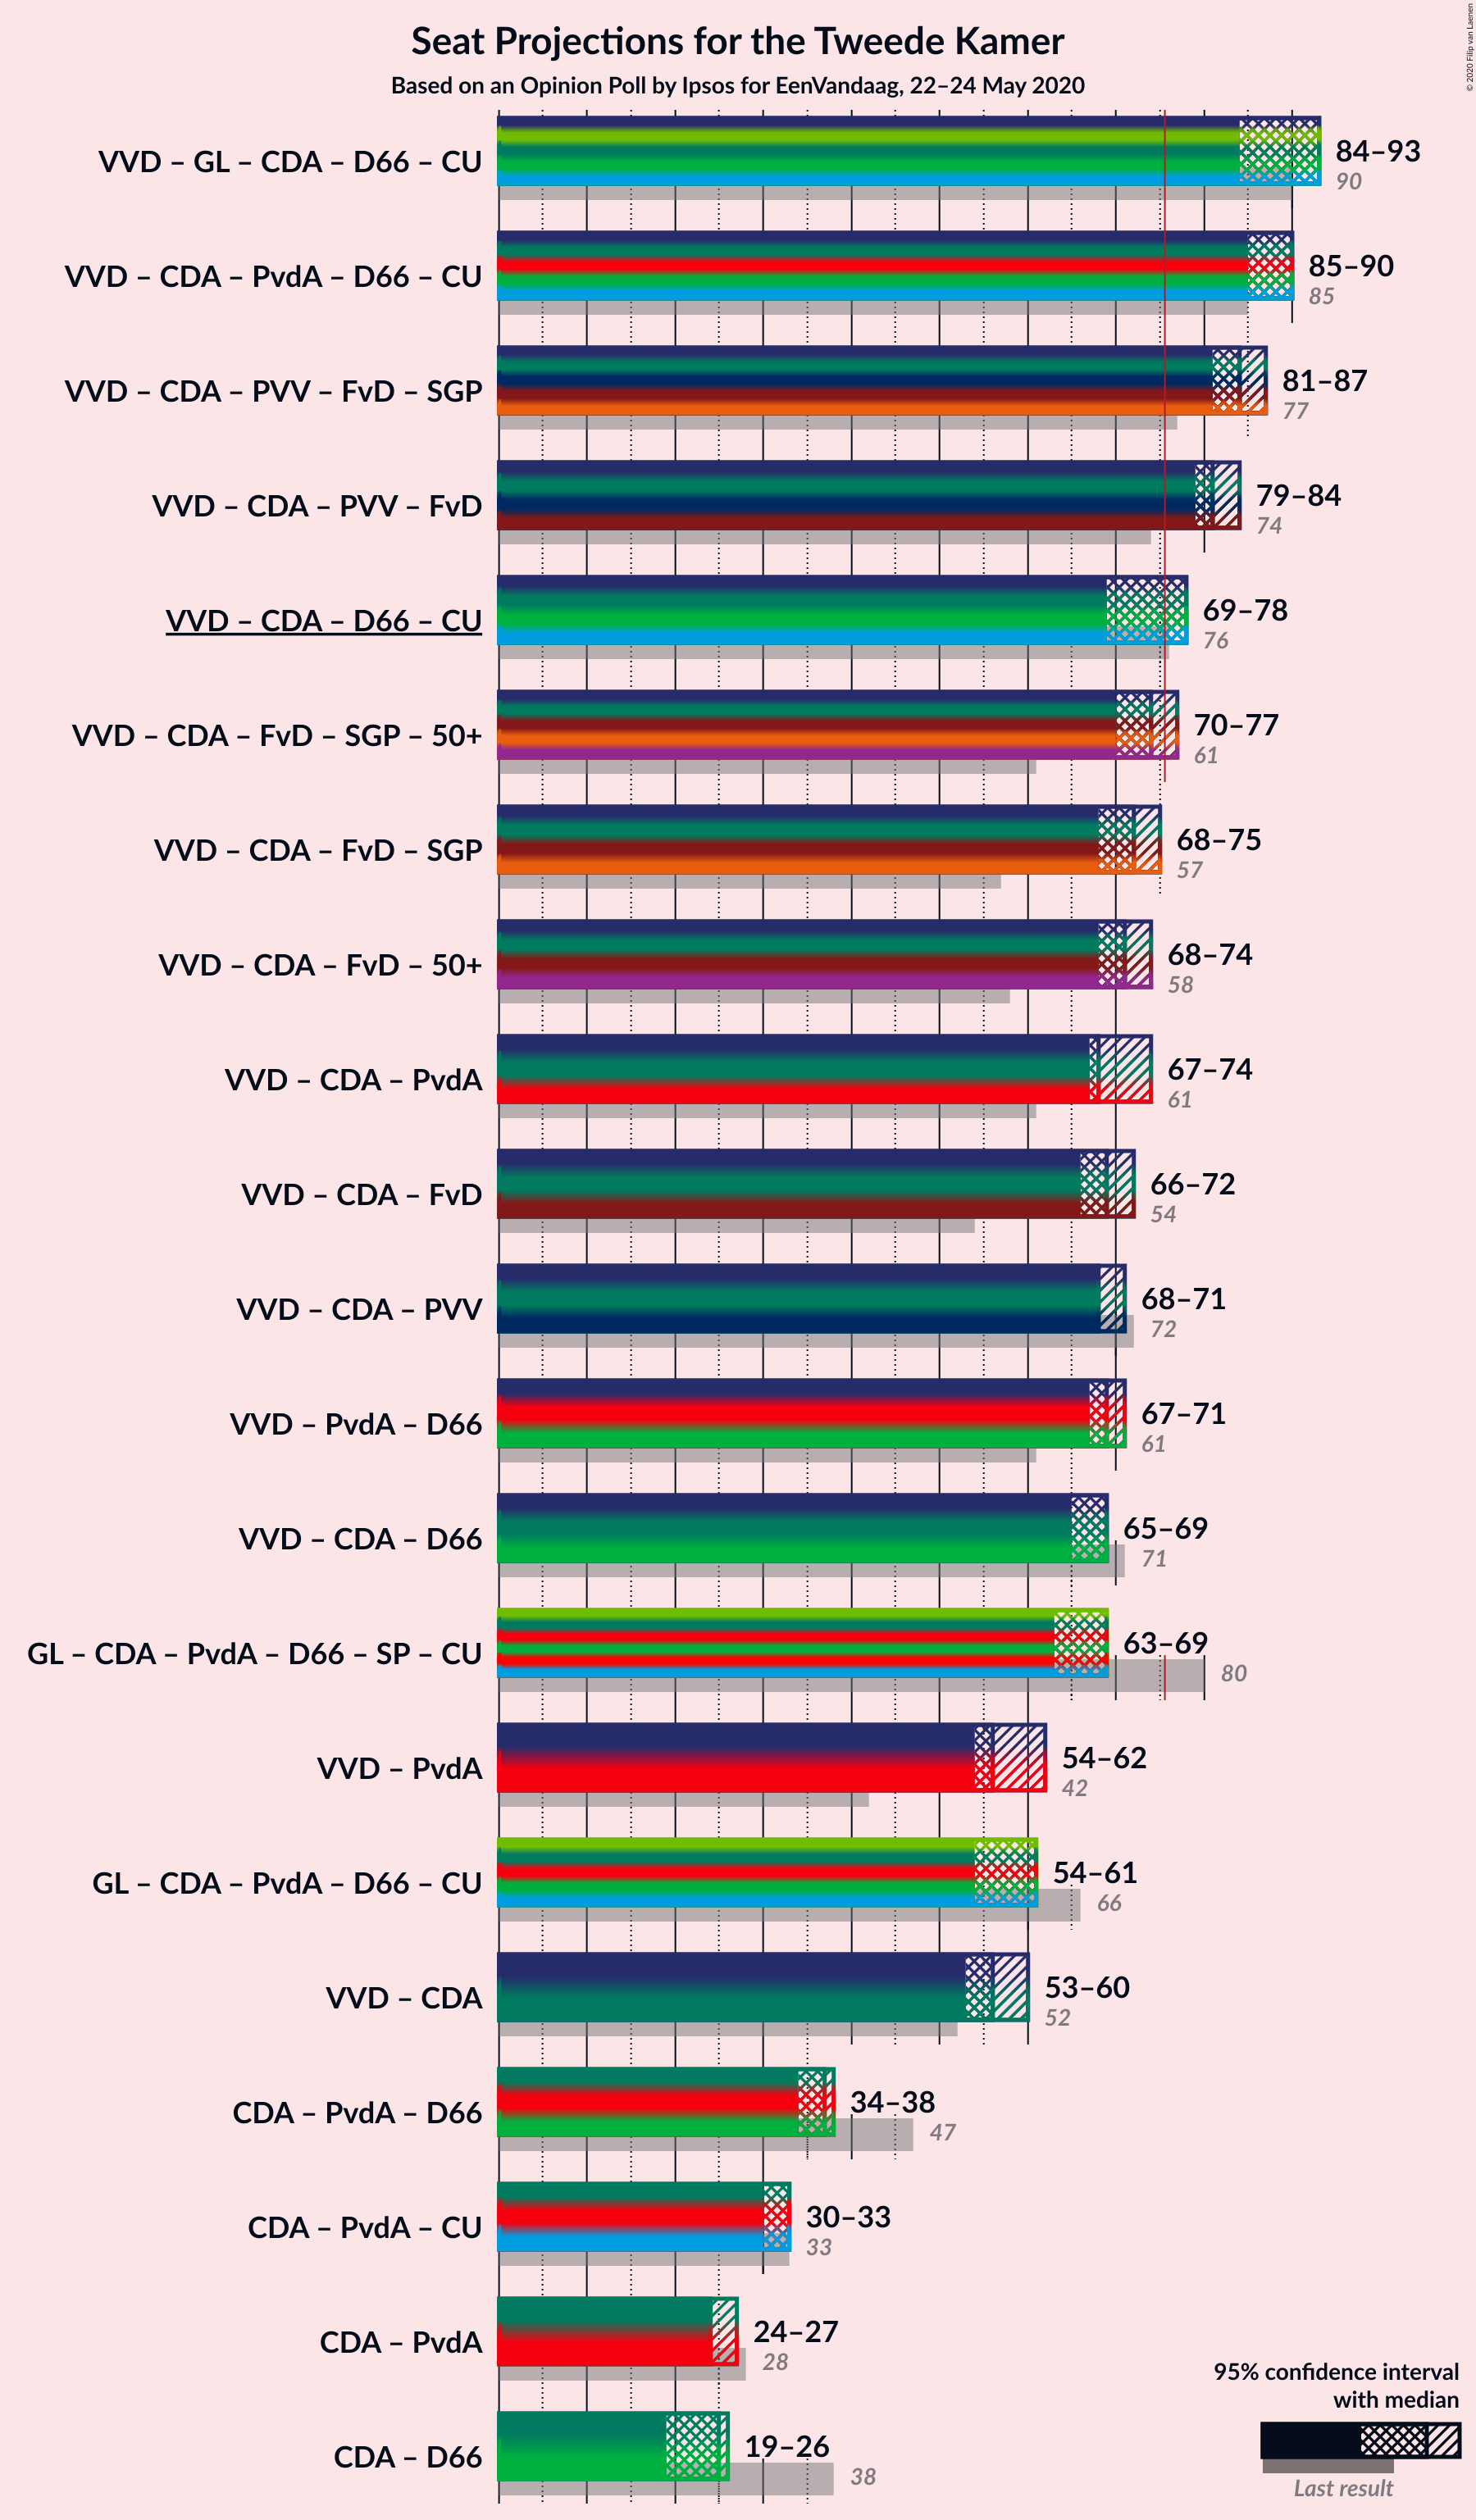 Seat Projections for the Tweede Kamer
Based on an Opinion Poll by Ipsos for EenVandaag, 22–24 May 2020
© 2020 Filip van Laenen
VVD – GL – CDA – D66 – CU
84–93
90
VVD – CDA – PvdA – D66 – CU
85–90
85
VVD – CDA – PVV – FvD – SGP
81–87
77
VVD – CDA – PVV – FvD
79–84
74
VVD – CDA – D66 – CU
69–78
76
VVD – CDA – FvD – SGP – 50+
70–77
61
VVD – CDA – FvD – SGP
68–75
57
VVD – CDA – FvD – 50+
68–74
58
VVD – CDA – PvdA
67–74
61
VVD – CDA – FvD
66–72
54
VVD – CDA – PVV
68–71
72
VVD – PvdA – D66
67–71
61
VVD – CDA – D66
65–69
71
GL – CDA – PvdA – D66 – SP – CU
63–69
80
VVD – PvdA
54–62
42
GL – CDA – PvdA – D66 – CU
54–61
66
VVD – CDA
53–60
52
CDA – PvdA – D66
34–38
47
CDA – PvdA – CU
30–33
33
CDA – PvdA
24–27
28
CDA – D66
19–26
38
95% confidence interval
with median
Last result